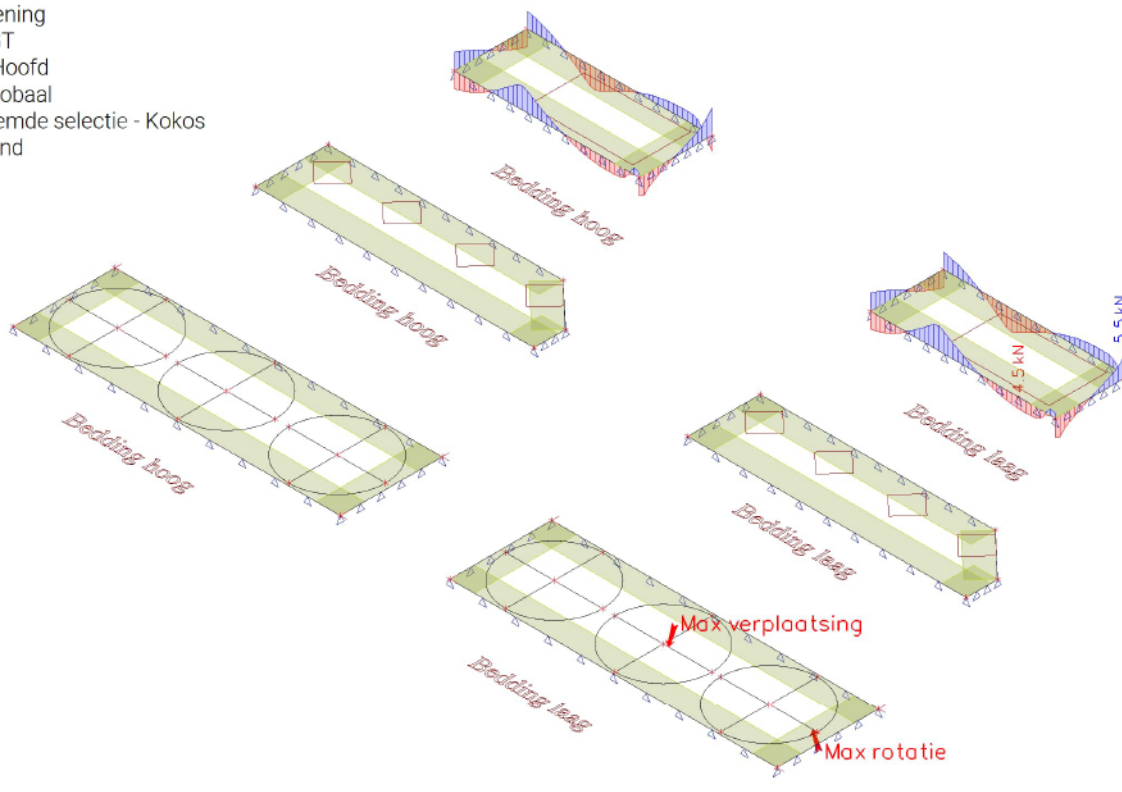 ening
GT
Hoofd
obaal
emde selectie - Kokos
nd
Bedding hoog
Bedding hoog
Bedding hoog
5.5 kN
4.5 kN
Bedding laag
Bedding laag
Max verplaatsing
Bedding laag
Max rotatie